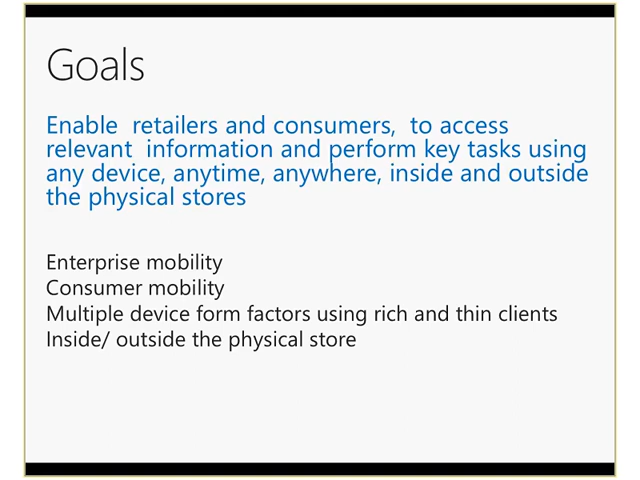 Goals
Enable  retailers and consumers,  to access
relevant  information and perform key tasks using
any device, anytime, anywhere, inside and outside
the physical stores
Enterprise mobility
Consumer mobility
Multiple device form factors using rich and thin clients
Inside/ outside the physical store